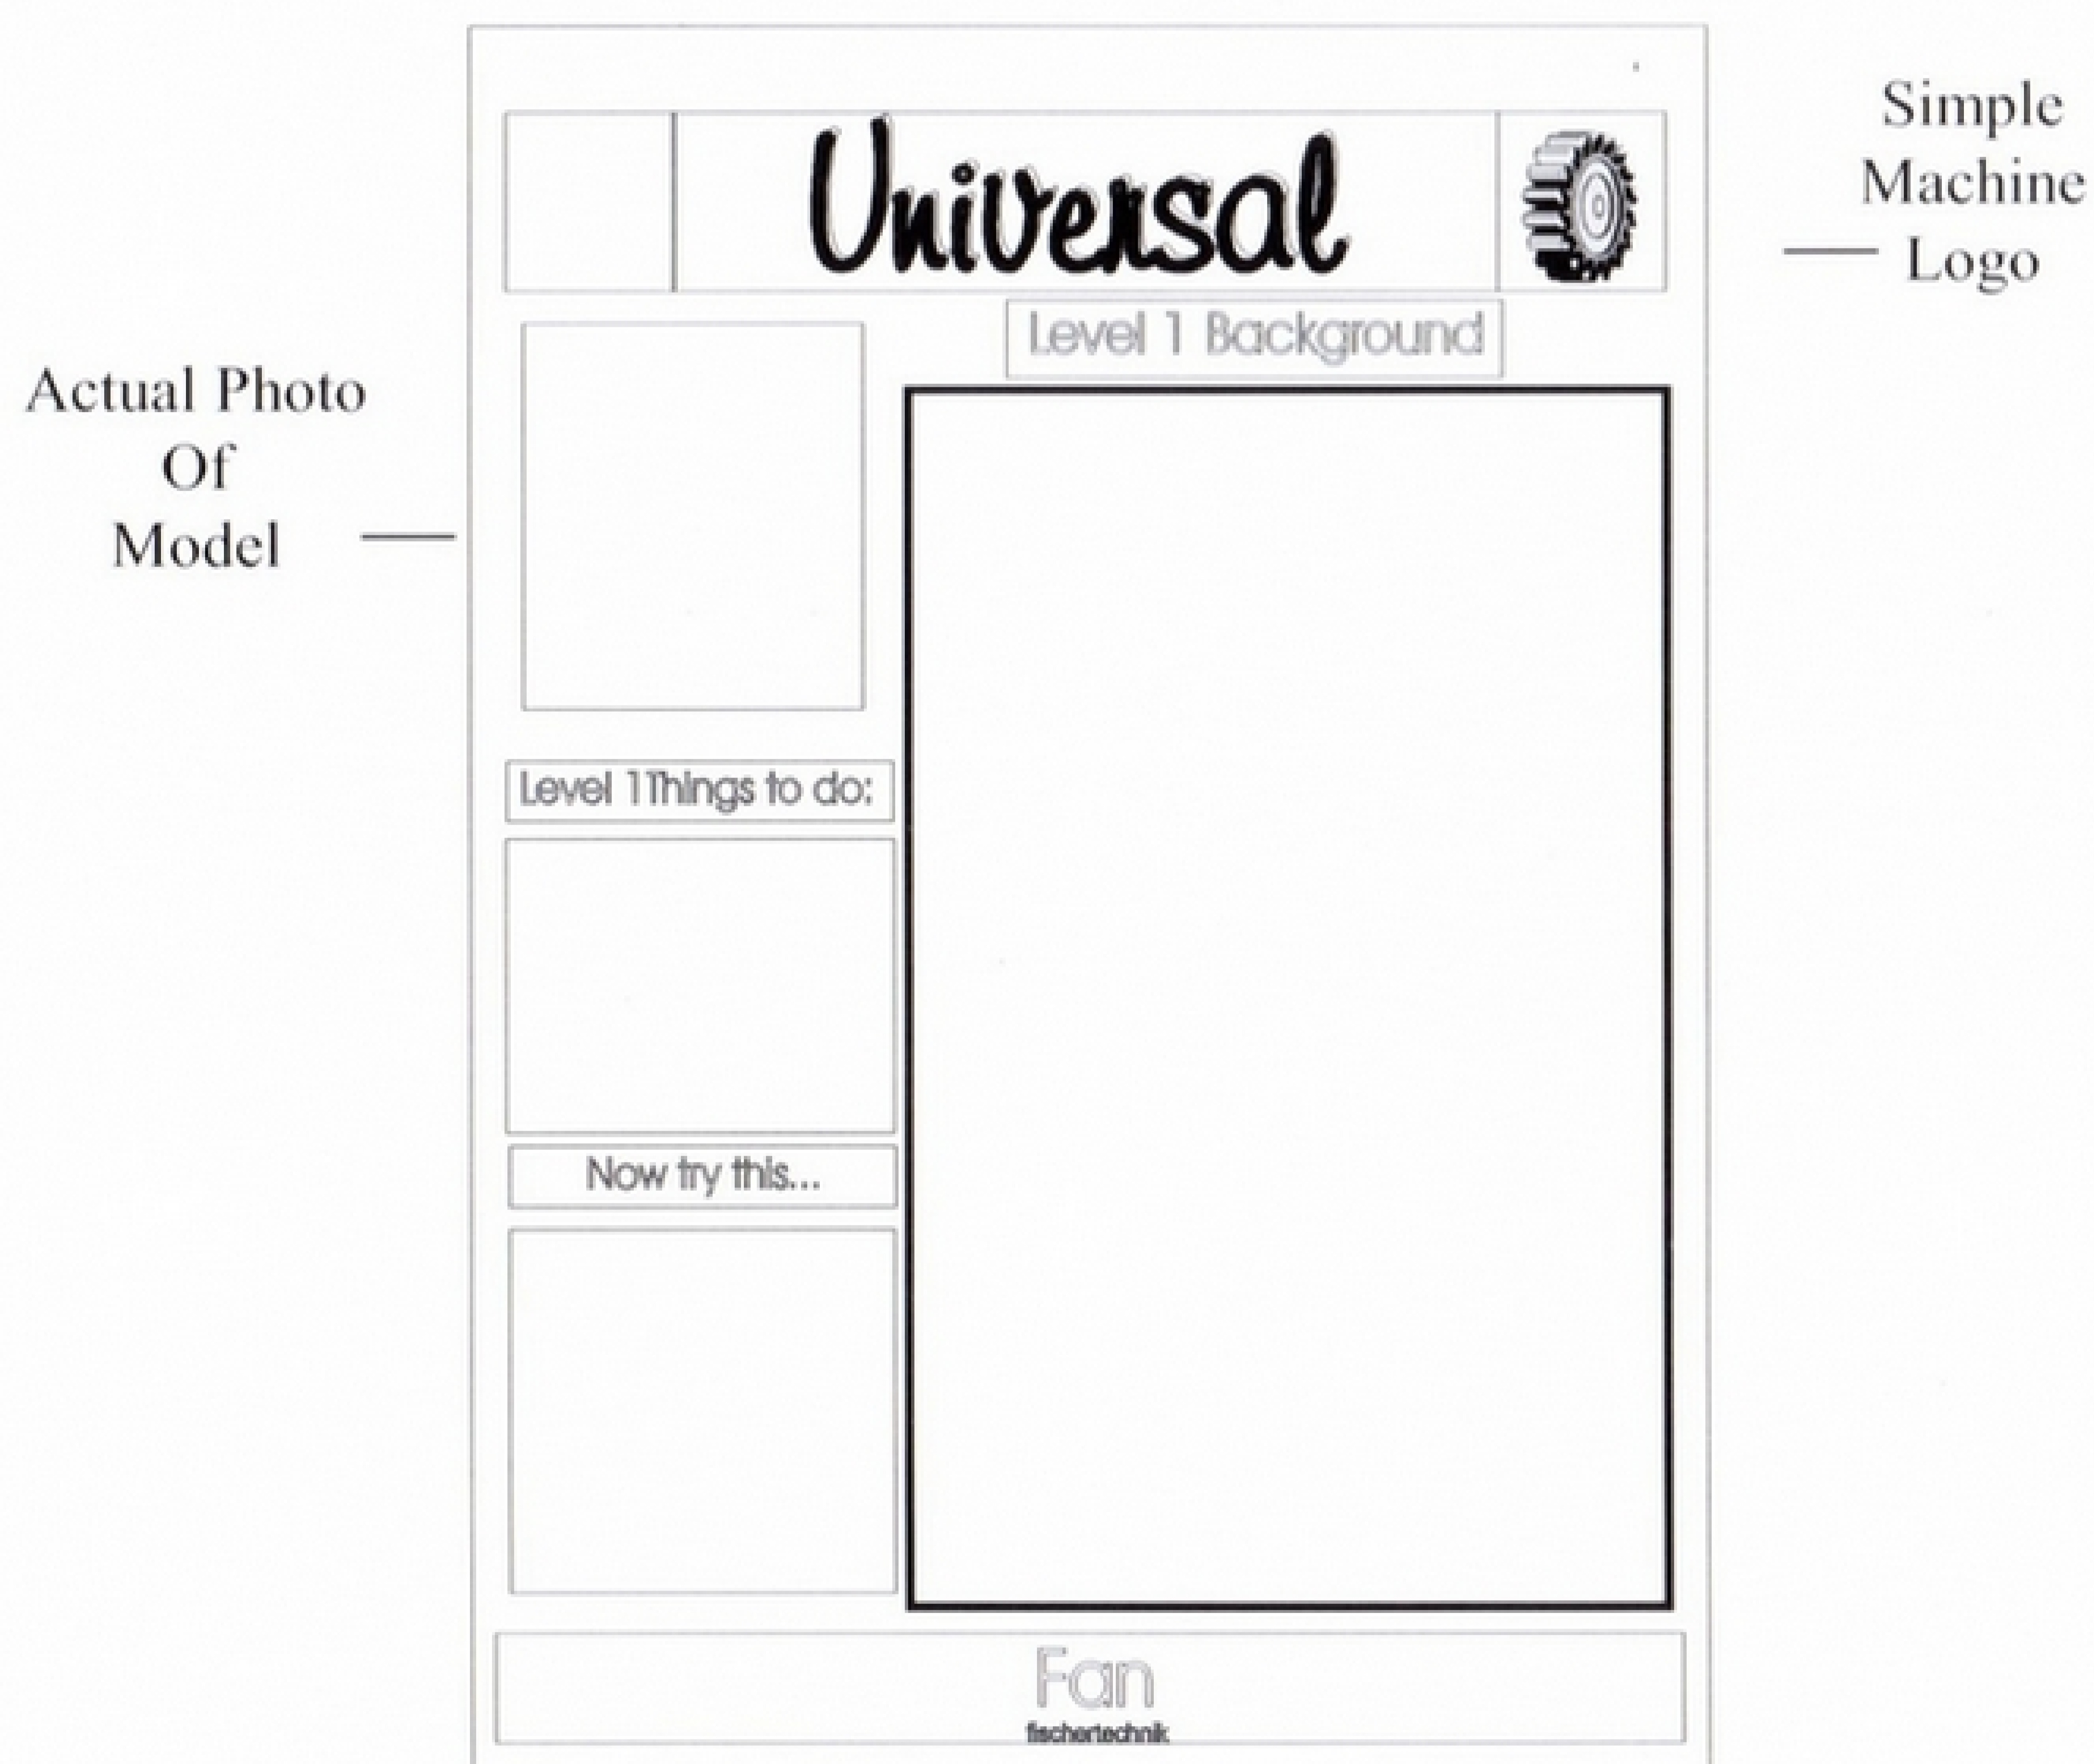 Simple
Machine
Logo
Universal
Level 1 Background
Actual Photo
Of
Model
Level 1Things to do:
Now try this...
Fan
fischertechnik